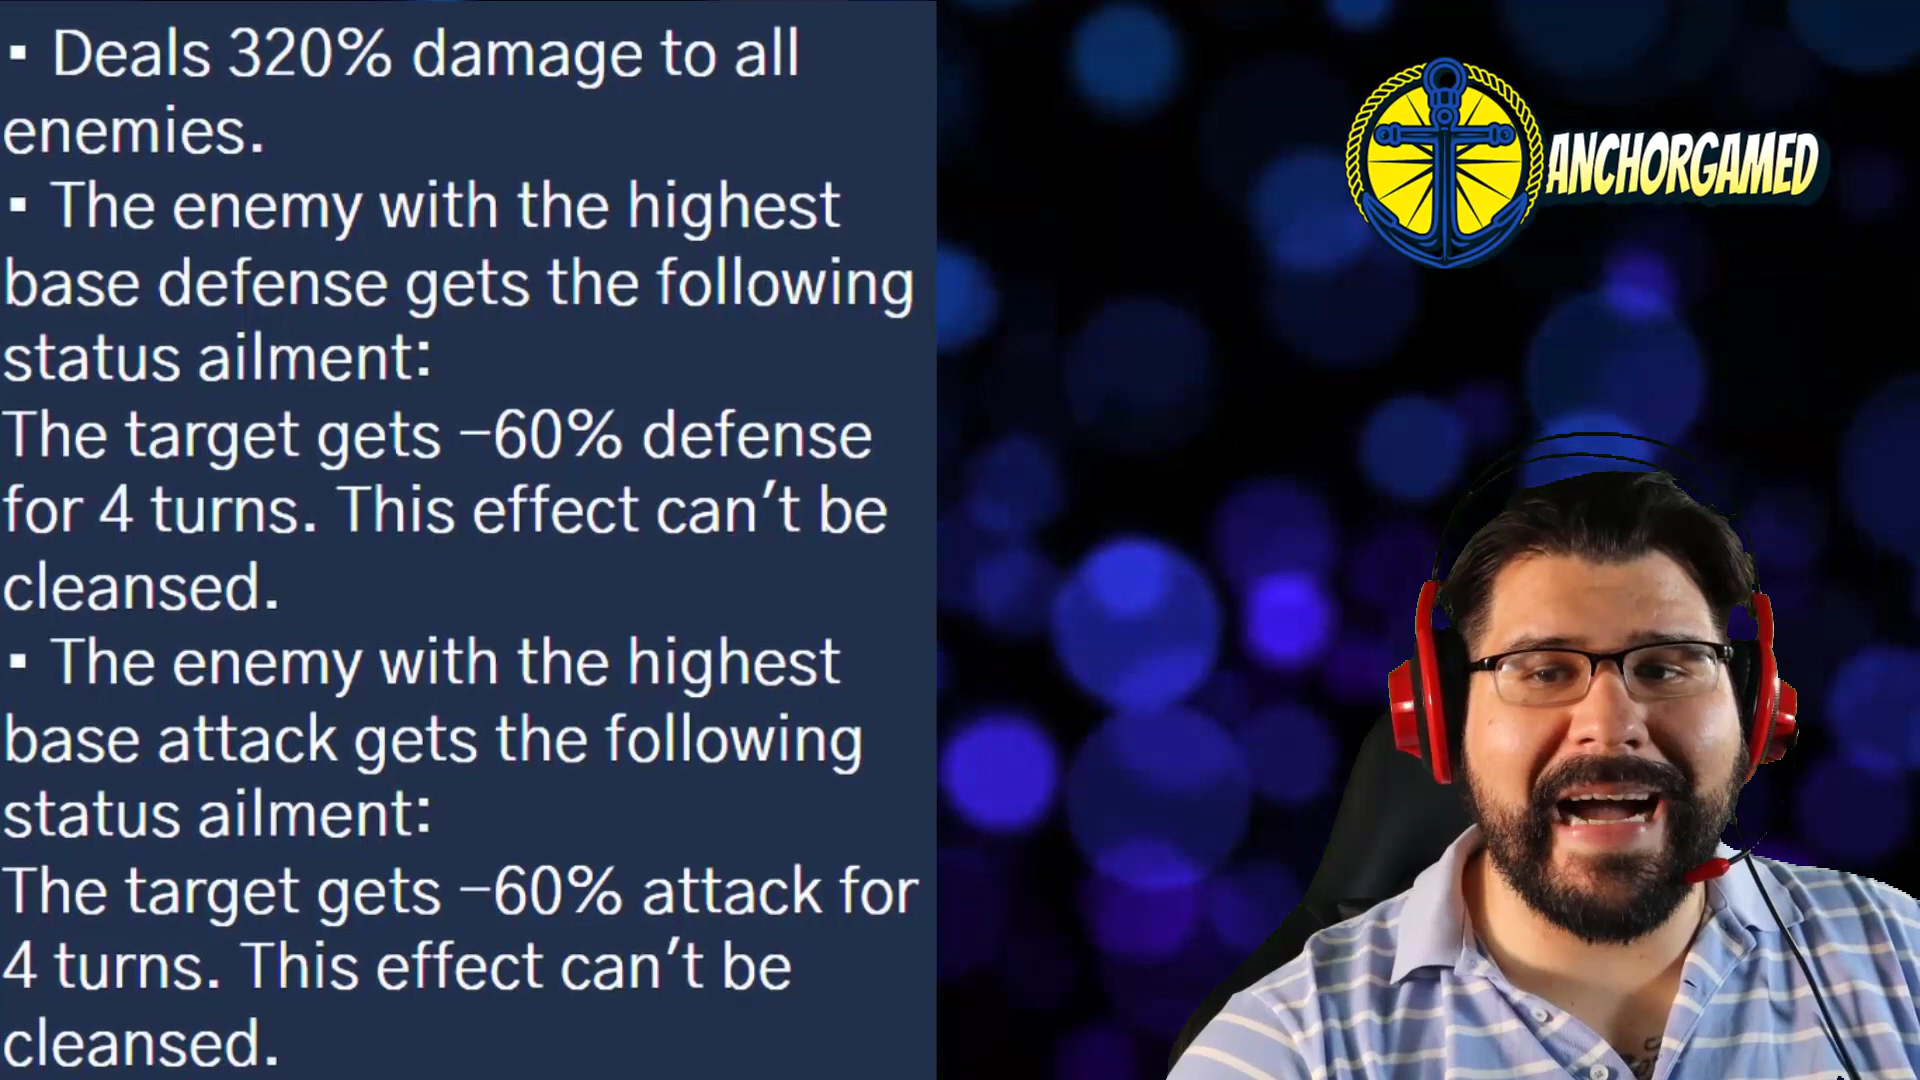 ▪ Deals 320% damage to all
enemies.
▪ The enemy with the highest
base defense gets the following
status ailment:
The target gets -60% defense
for 4 turns. This effect can't be
cleansed.
▪ The enemy with the highest
base attack gets the following
status ailment:
The target gets -60% attack for
4 turns. This effect can't be
cleansed.
ANCHORGAMED